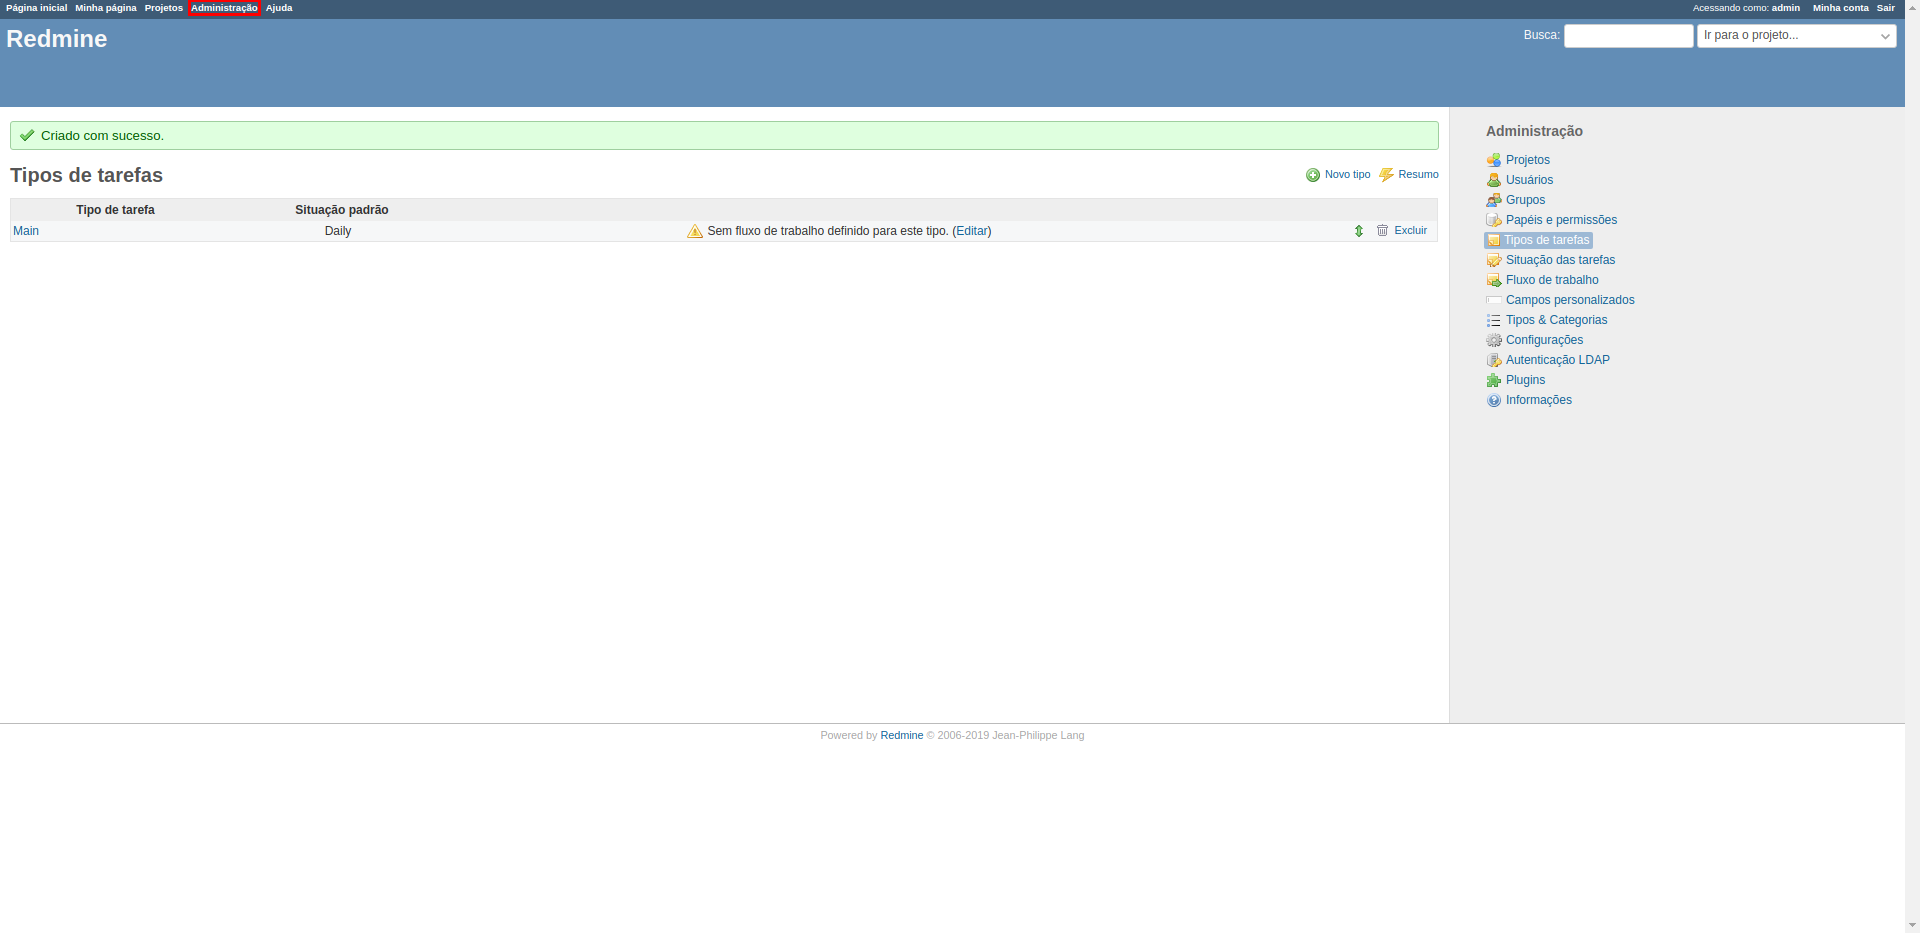 Página inicial Minha página Projetos Administração Ajuda Acessando como: admin Minha conta Sair
Redmine
Busca: Ir para o projeto...
Criado com sucesso.
Tipos de tarefas
Novo tipo Resumo
Tipo de tarefa Situação padrão
Main Daily Sem fluxo de trabalho definido para este tipo. (Editar) Excluir
Administração
Projetos
Usuários
Grupos
Papéis e permissões
Tipos de tarefas
Situação das tarefas
Fluxo de trabalho
Campos personalizados
Tipos & Categorias
Configurações
Autenticação LDAP
Plugins
Informações
Powered by Redmine © 2006-2019 Jean-Philippe Lang